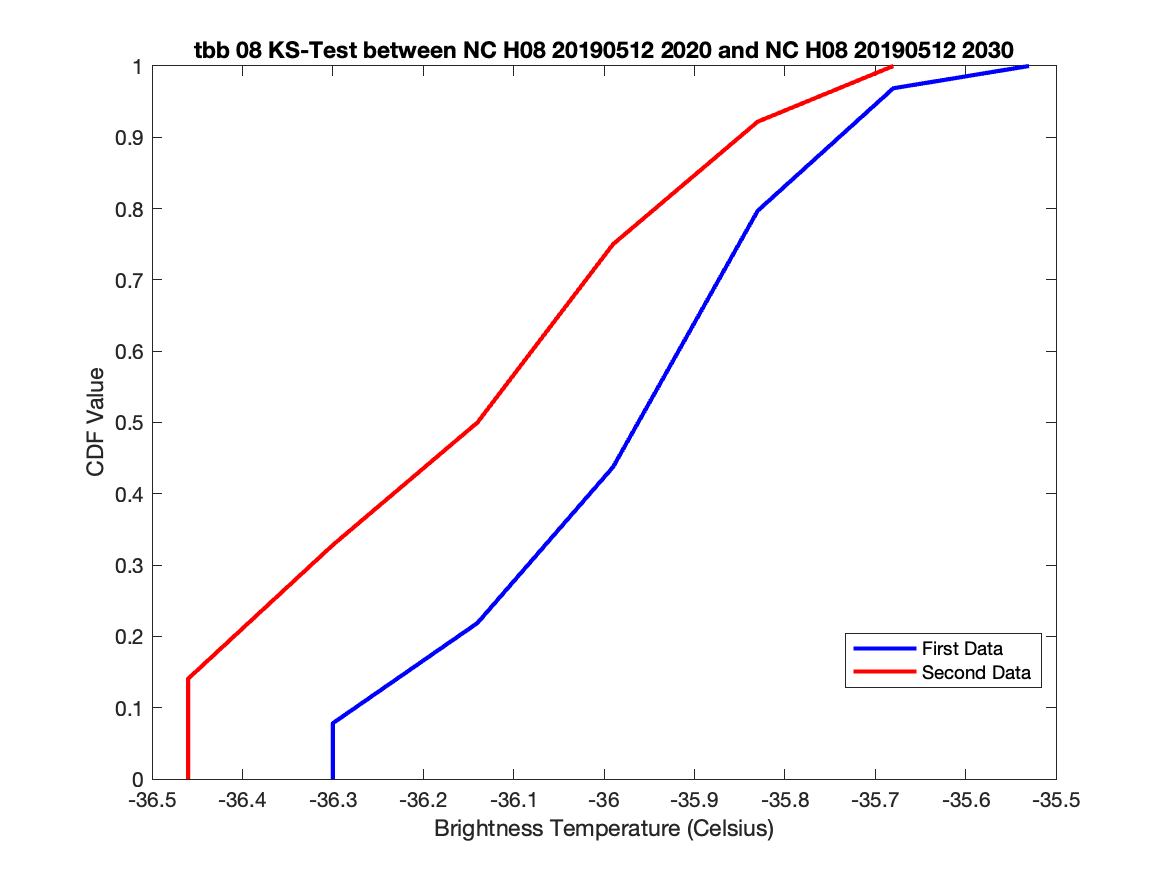 tbb 08 KS-Test between NC H08 20190512 2020 and NC H08 20190512 2030
1
0.9
0.8
0.7
0.6
0.5
0.4
0.3
0.2
0.1
0
CDF Value
First Data
Second Data
-36.5 -36.4 -36.3 -36.2 -36.1 -36 -35.9 -35.8 -35.7 -35.6 -35.5
Brightness Temperature (Celsius)